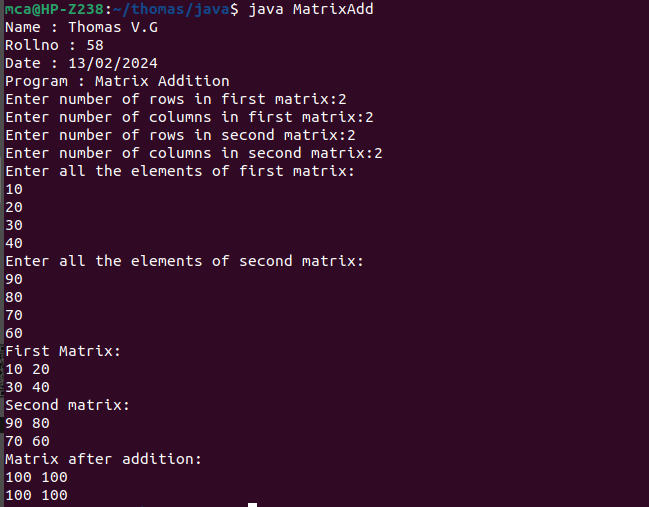 mca@HP-Z238:~/thomas/java$ java MatrixAdd
Name : Thomas V.G
Rollno : 58
Date : 13/02/2024
Program : Matrix Addition
Enter number of rows in first matrix:2
Enter number of columns in first matrix:2
Enter number of rows in second matrix:2
Enter number of columns in second matrix:2
Enter all the elements of first matrix:
10
20
30
40
Enter all the elements of second matrix:
90
80
70
60
First Matrix:
10 20
30 40
Second matrix:
90 80
70 60
Matrix after addition:
100 100
100 100